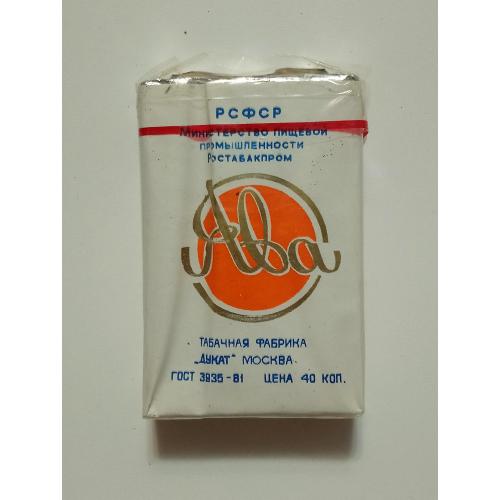 РСФСР
Министерство пищевой
промышленности
Ростабакпром
Ява
Табачная фабрика
„Дукат" Москва
ГОСТ 3935-81 Цена 40 коп.